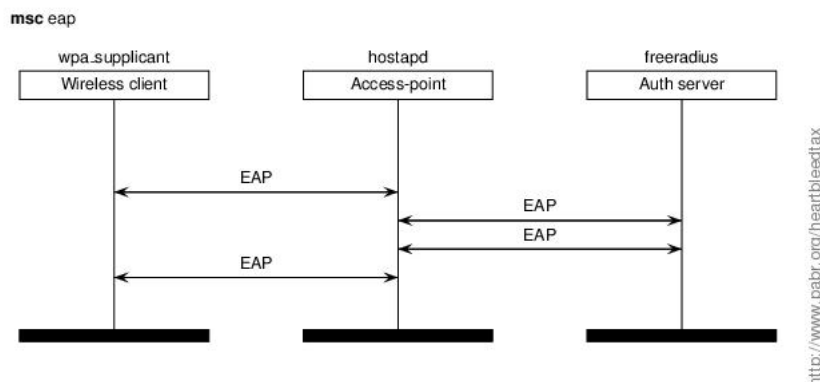 msc eap
wpa_supplicant
hostapd
freeradius
Wireless client
Access-point
Auth server
EAP
EAP
EAP
EAP
http://www.pabr.org/heartbleedtax